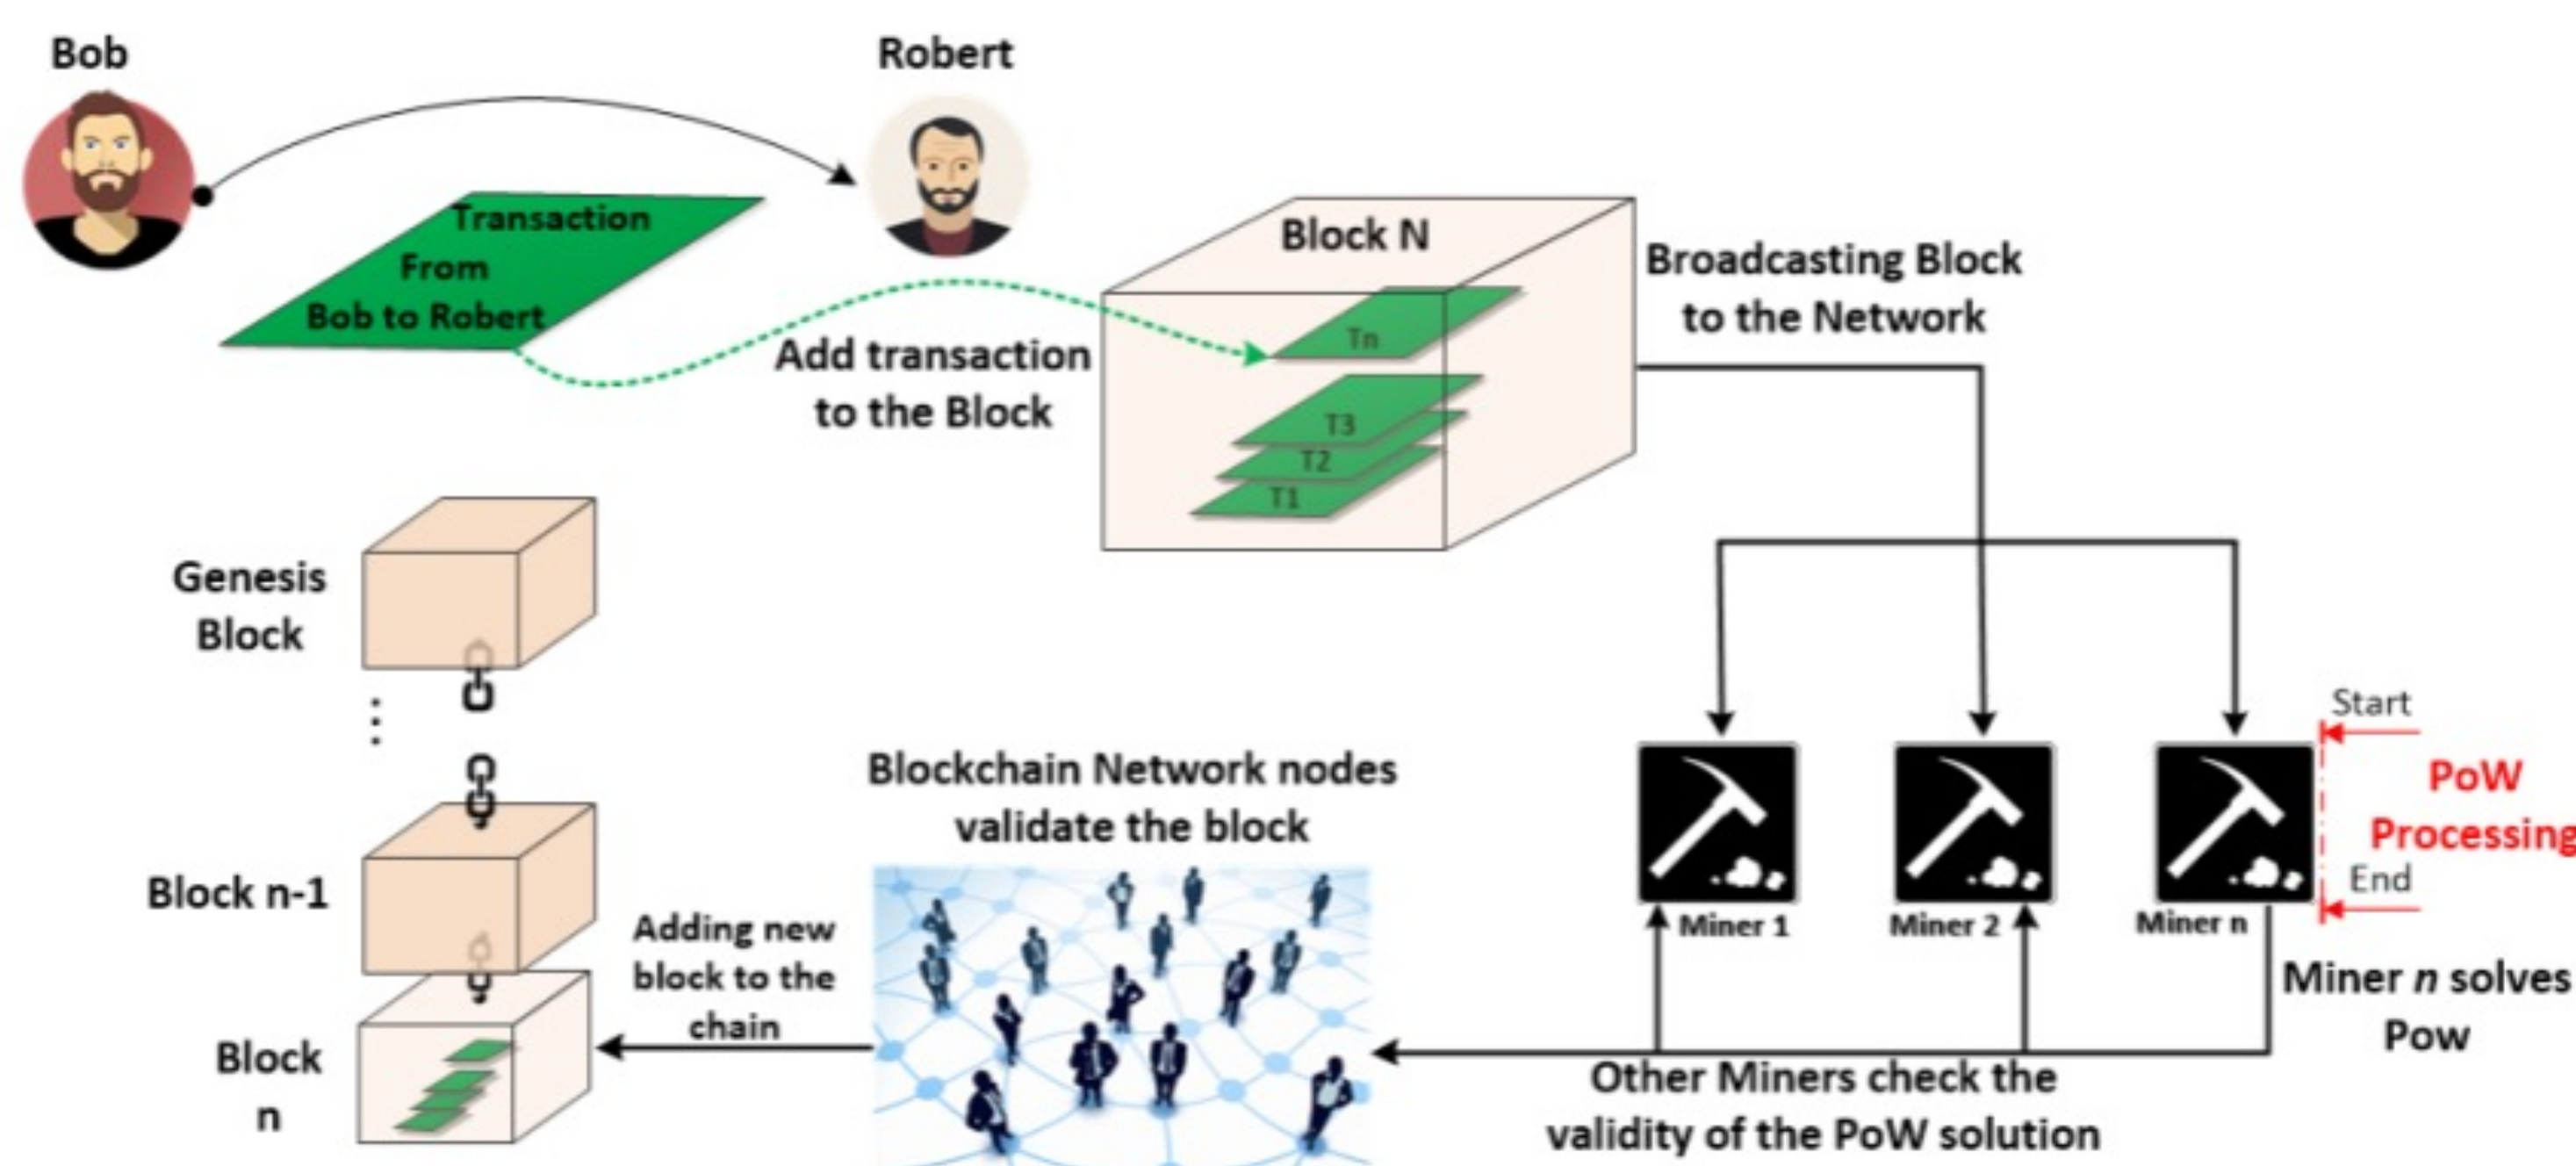 Bob
Robert
Transaction
From
Bob to Robert
Add transaction
to the Block
Block N
Tn
T3
T2
T1
Broadcasting Block
to the Network
Genesis
Block
Block n-1
Block
n
Adding new
block to the
chain
Blockchain Network nodes
validate the block
Miner 1
Miner 2
Miner n
Start
PoW
Processing
End
Miner n solves
Pow
Other Miners check the
validity of the PoW solution